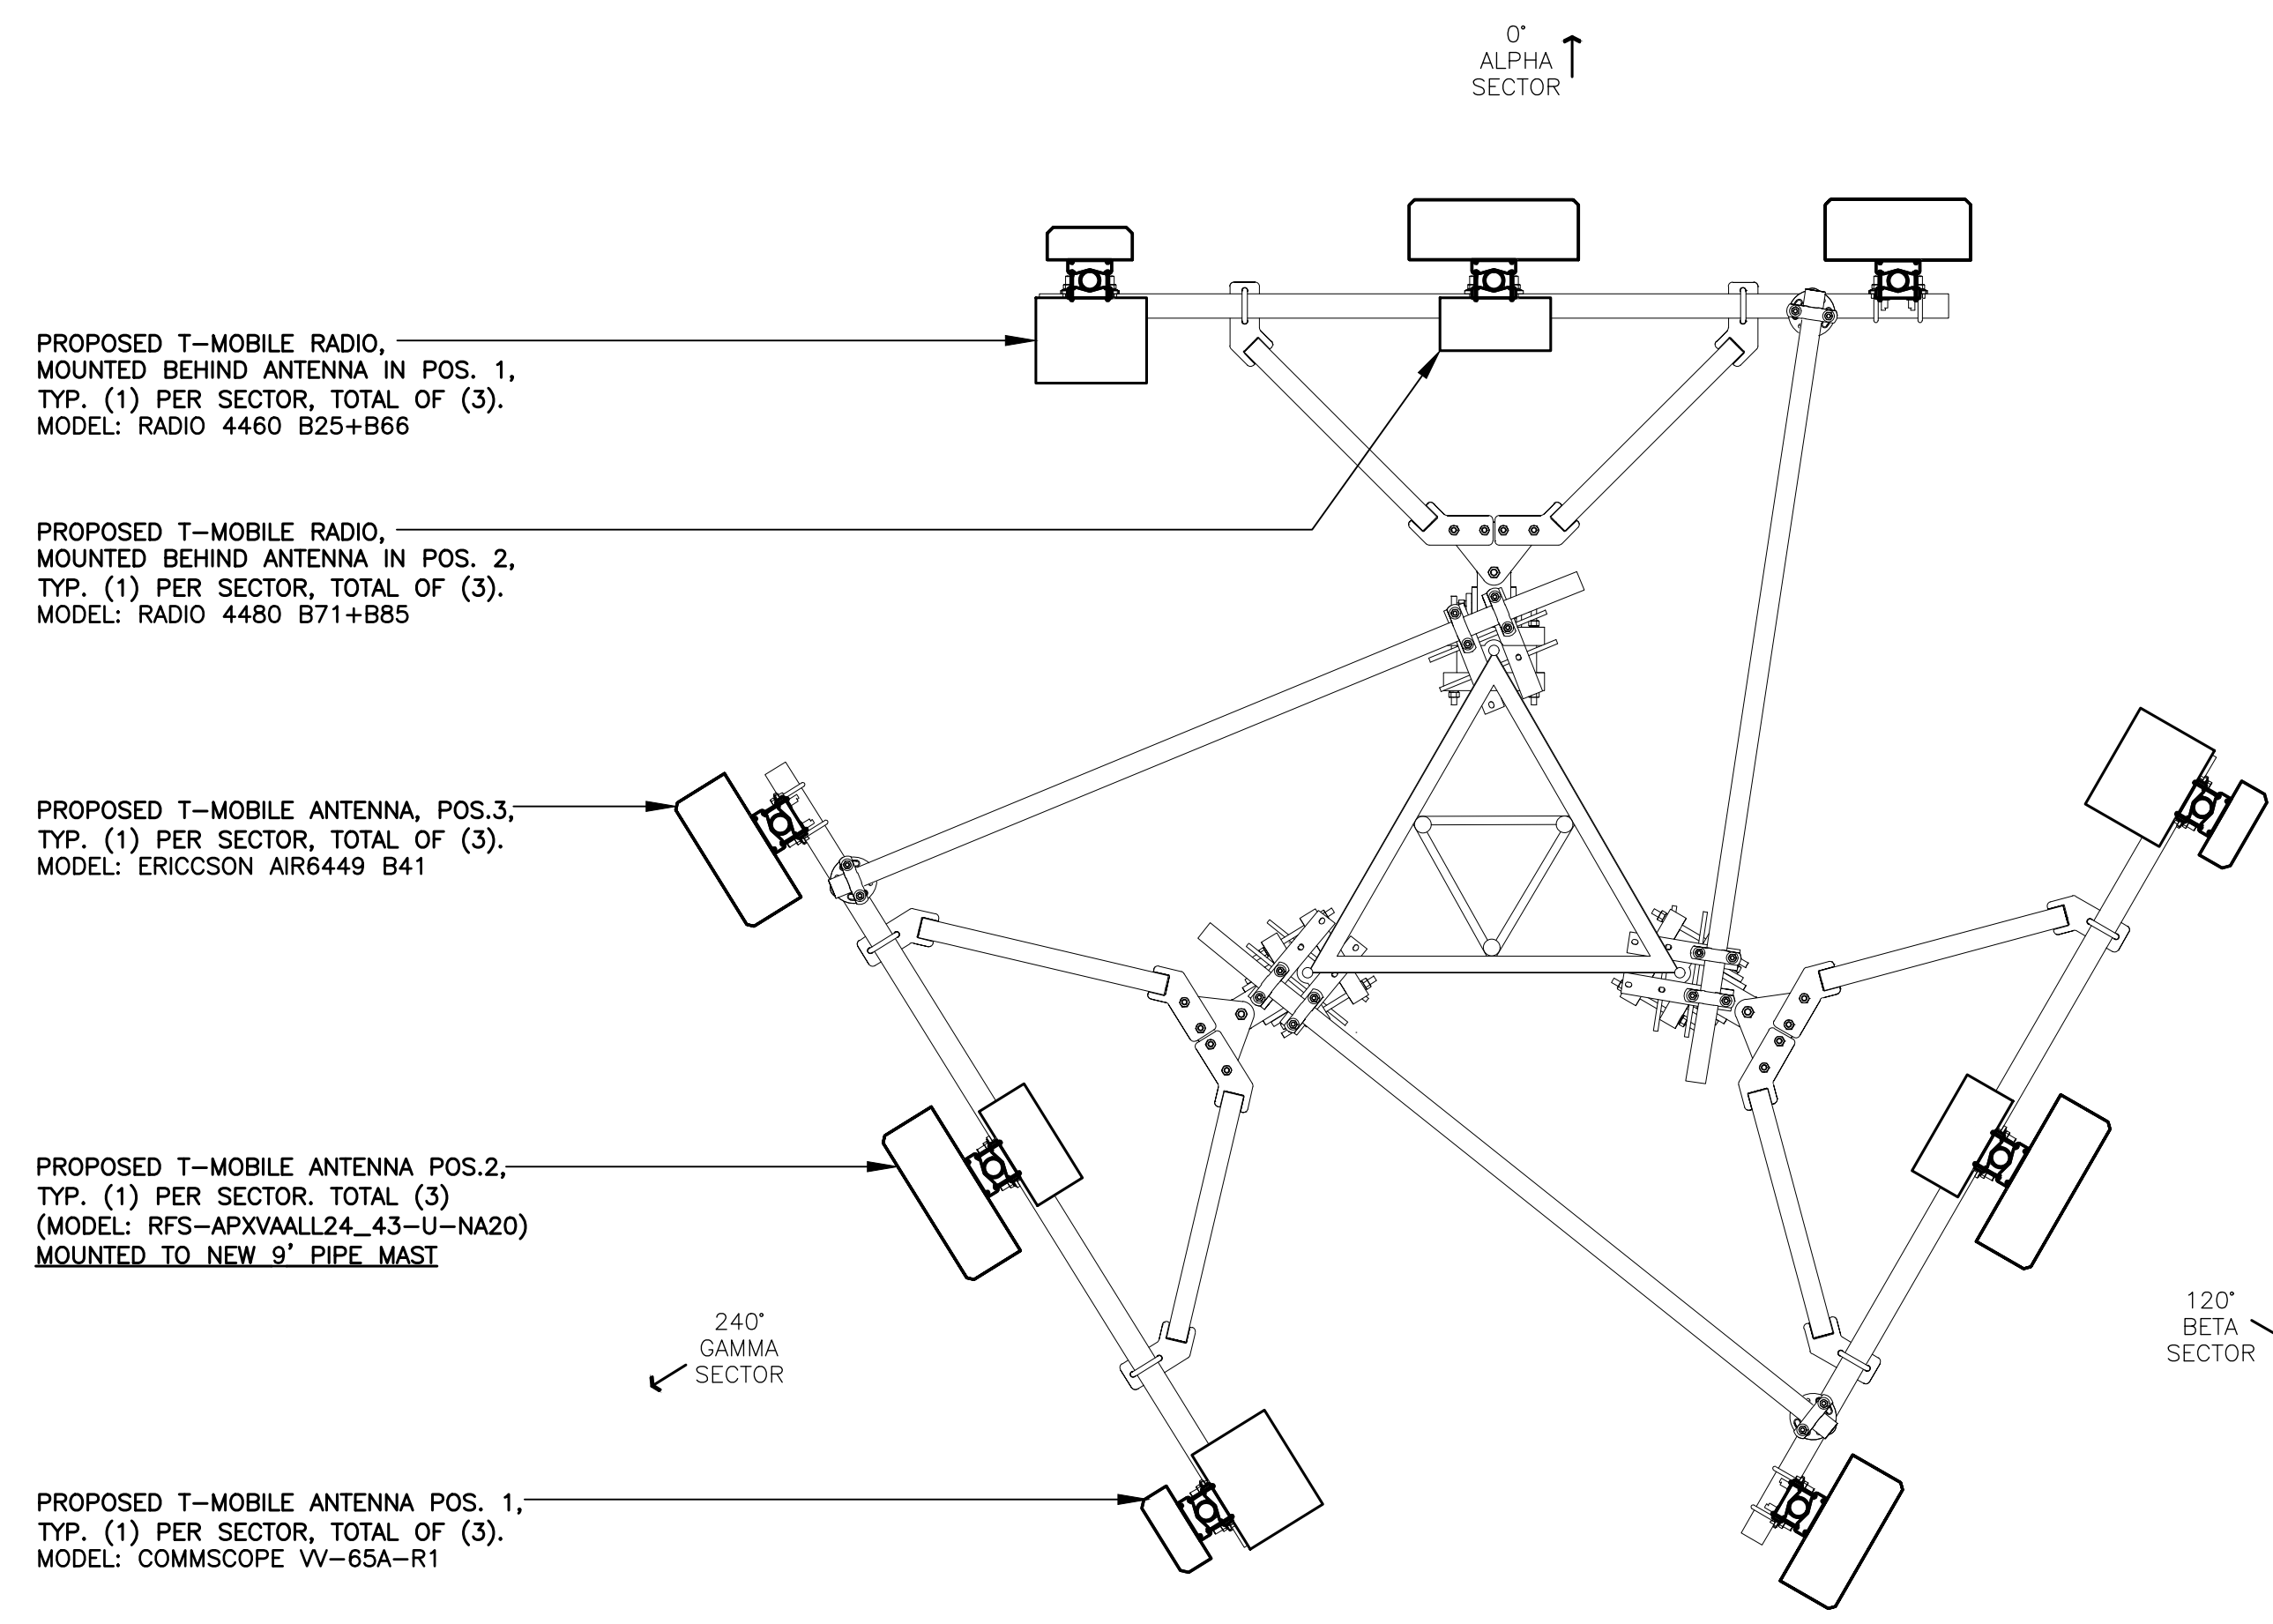 0°
ALPHA
SECTOR
PROPOSED T-MOBILE RADIO,
MOUNTED BEHIND ANTENNA IN POS. 1,
TYP. (1) PER SECTOR, TOTAL OF (3).
MODEL: RADIO 4460 B25+B66
PROPOSED T-MOBILE RADIO,
MOUNTED BEHIND ANTENNA IN POS. 2,
TYP. (1) PER SECTOR, TOTAL OF (3).
MODEL: RADIO 4480 B71+B85
PROPOSED T-MOBILE ANTENNA, POS.3,
TYP. (1) PER SECTOR, TOTAL OF (3).
MODEL: ERICCSON AIR6449 B41
PROPOSED T-MOBILE ANTENNA POS.2,
TYP. (1) PER SECTOR. TOTAL (3)
(MODEL: RFS-APXVAALL24_43-U-NA20)
MOUNTED TO NEW 9' PIPE MAST
240°
GAMMA
SECTOR
120°
BETA
SECTOR
PROPOSED T-MOBILE ANTENNA POS. 1,
TYP. (1) PER SECTOR, TOTAL OF (3).
MODEL: COMMSCOPE VV-65A-R1